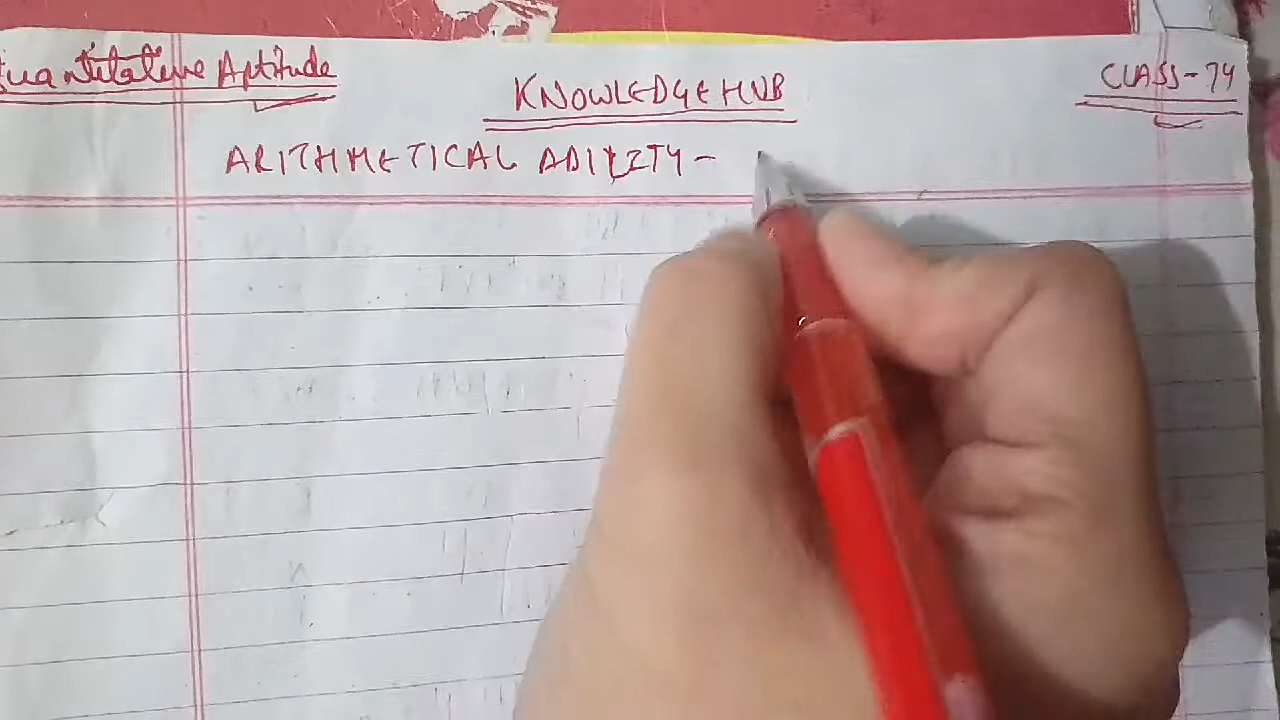 Quantitative Aptitude
KNOWLEDGE HUB
CLASS-74
ARITHMETICAL ABILITY -